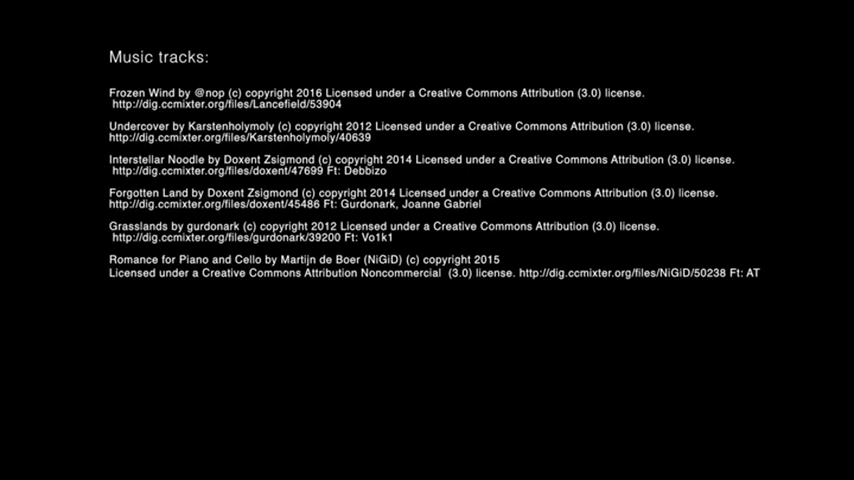 Music tracks:
Frozen Wind by @nop (c) copyright 2016 Licensed under a Creative Commons Attribution (3.0) license.
http://dig.ccmixter.org/files/Lancefield/53904
Undercover by Karstenholymoly (c) copyright 2012 Licensed under a Creative Commons Attribution (3.0) license.
http://dig.ccmixter.org/files/Karstenholymoly/40639
Interstellar Noodle by Doxent Zsigmond (c) copyright 2014 Licensed under a Creative Commons Attribution (3.0) license.
http://dig.ccmixter.org/files/doxent/47699 Ft: Debbizo
Forgotten Land by Doxent Zsigmond (c) copyright 2014 Licensed under a Creative Commons Attribution (3.0) license.
http://dig.ccmixter.org/files/doxent/45486 Ft: Gurdonark, Joanne Gabriel
Grasslands by gurdonark (c) copyright 2012 Licensed under a Creative Commons Attribution (3.0) license.
http://dig.ccmixter.org/files/gurdonark/39200 Ft: Vo1k1
Romance for Piano and Cello by Martijn de Boer (NiGiD) (c) copyright 2015
Licensed under a Creative Commons Attribution Noncommercial  (3.0) license. http://dig.ccmixter.org/files/NiGiD/50238 Ft: AT